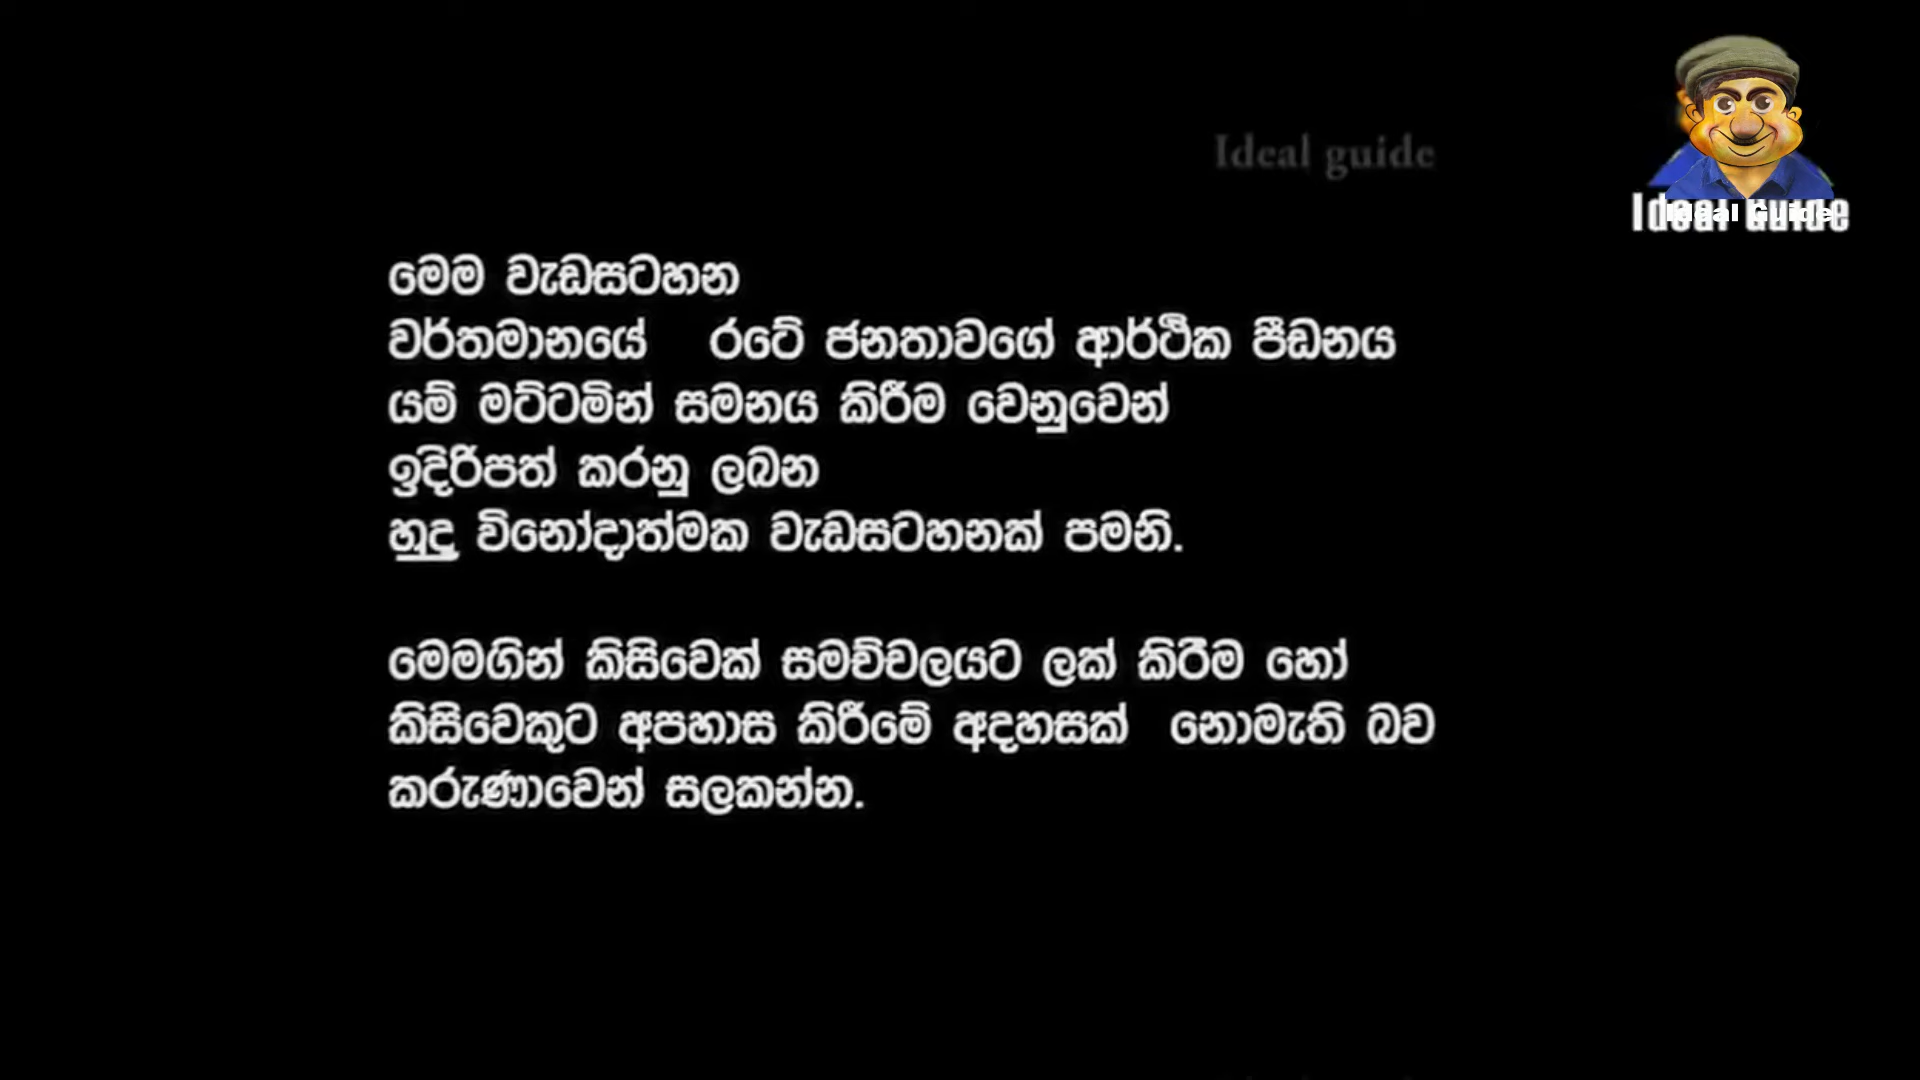 Ideal guide
Ideal Guide
මෙම වැඩසටහන
වර්තමානයේ රටේ ජනතාවගේ ආර්ථික පීඩනය
යම් මට්ටමින් සමනය කිරීම වෙනුවෙන්
ඉදිරිපත් කරනු ලබන
හුදු විනෝදාත්මක වැඩසටහනක් පමනි.
මෙමගින් කිසිවෙක් සමච්චලයට ලක් කිරීම හෝ
කිසිවෙකුට අපහාස කිරීමේ අදහසක් නොමැති බව
කරුණාවෙන් සලකන්න.